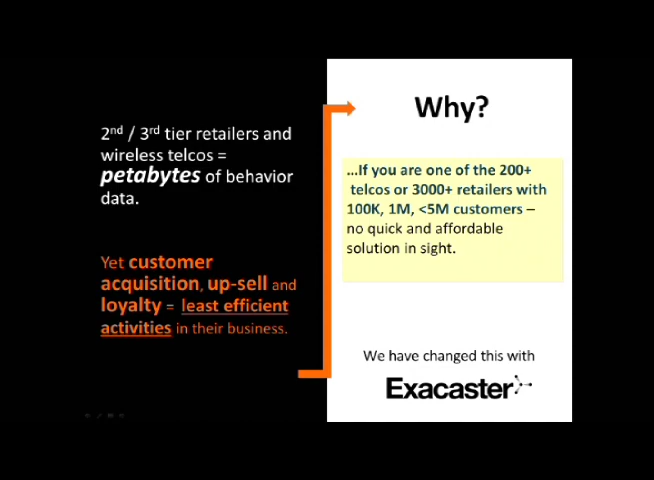 2nd / 3rd tier retailers and
wireless telcos =
petabytes of behavior
data.
Yet customer
acquisition, up-sell and
loyalty = least efficient
activities in their business.
Why?
...If you are one of the 200+
telcos or 3000+ retailers with
100K, 1M, <5M customers –
no quick and affordable
solution in sight.
We have changed this with
Exacaster